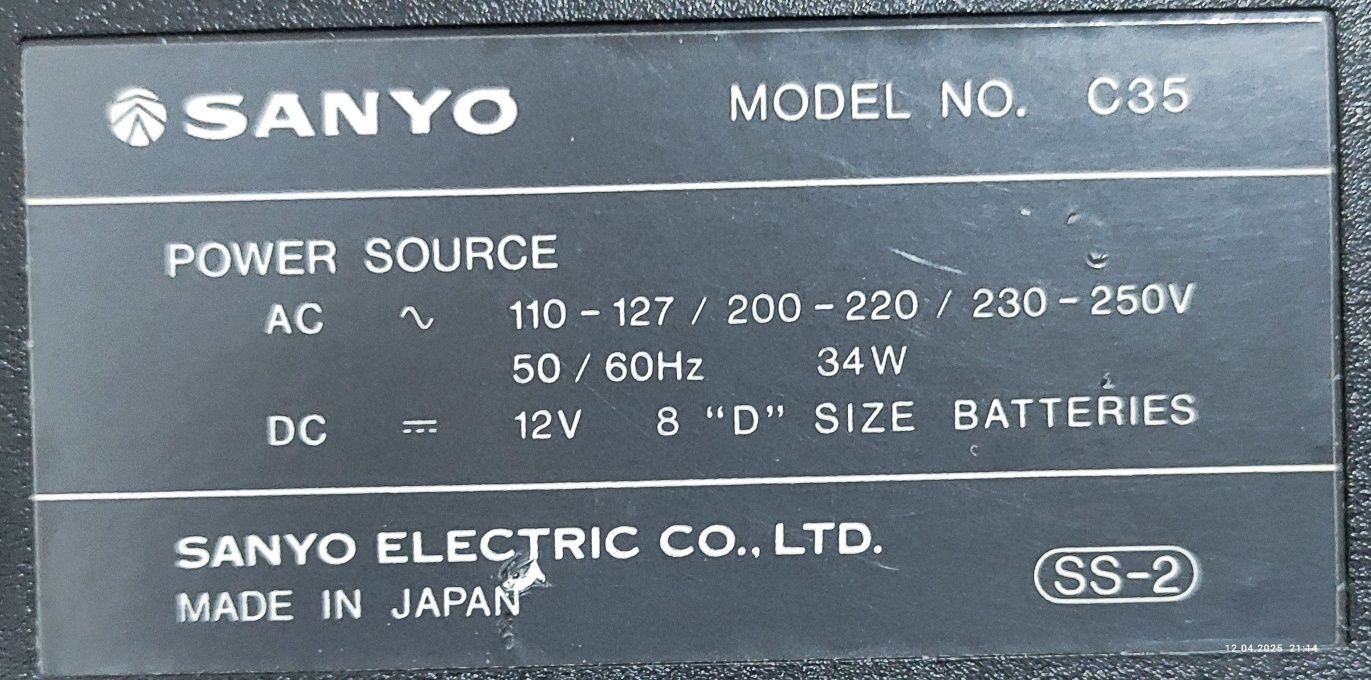 SANYO MODEL NO. C35
POWER SOURCE
AC ∿ 110-127 / 200-220 / 230-250V
50 / 60Hz 34W
DC ⎓ 12V 8 “D” SIZE BATTERIES
SANYO ELECTRIC CO., LTD.
MADE IN JAPAN
SS-2
12.04.2025 21:14